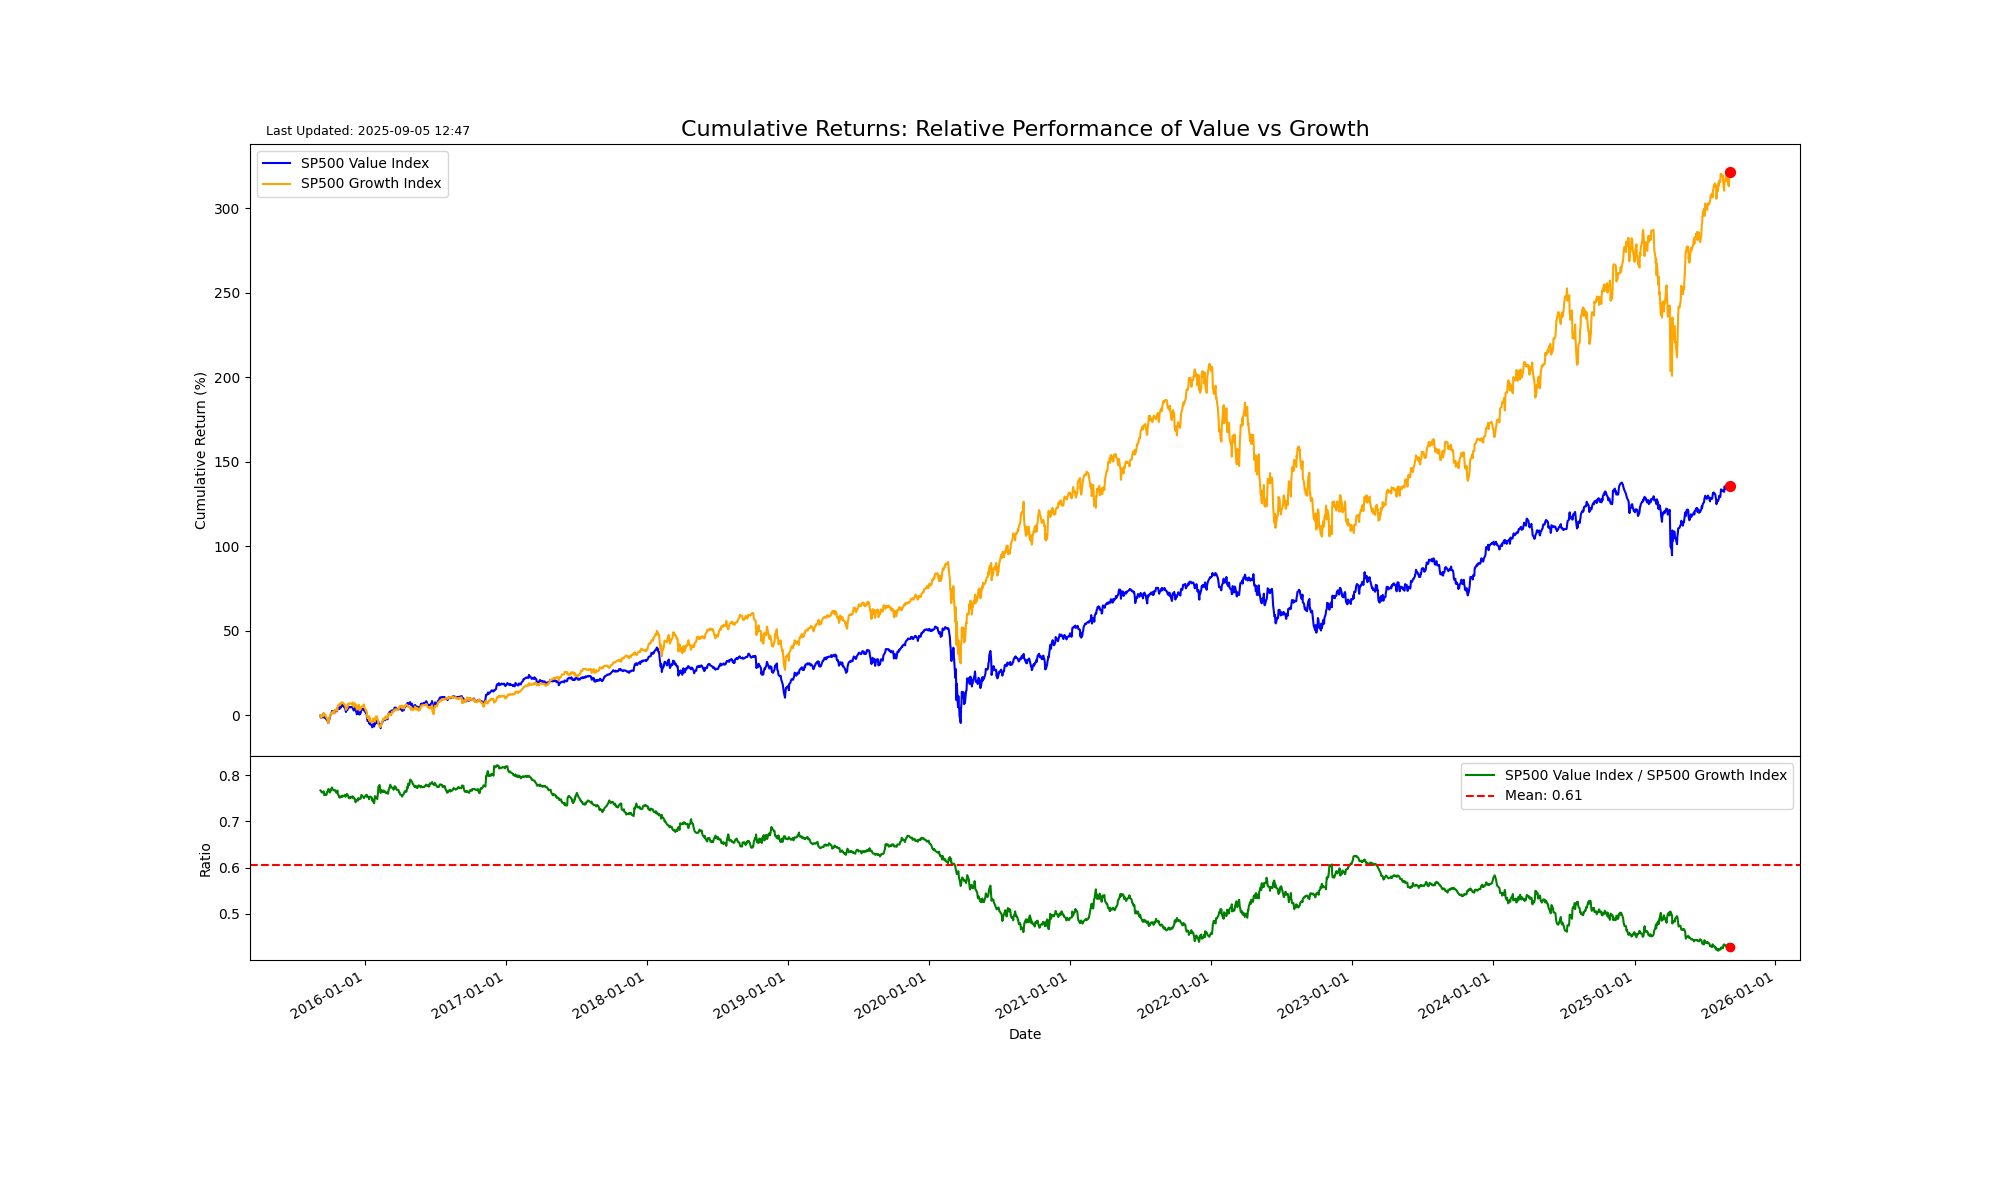 Last Updated: 2025-09-05 12:47
Cumulative Returns: Relative Performance of Value vs Growth
SP500 Value Index
SP500 Growth Index
Cumulative Return (%)
300
250
200
150
100
50
0
SP500 Value Index / SP500 Growth Index
Mean: 0.61
Ratio
0.8
0.7
0.6
0.5
2016-01-01
2017-01-01
2018-01-01
2019-01-01
2020-01-01
2021-01-01
2022-01-01
2023-01-01
2024-01-01
2025-01-01
2026-01-01
Date